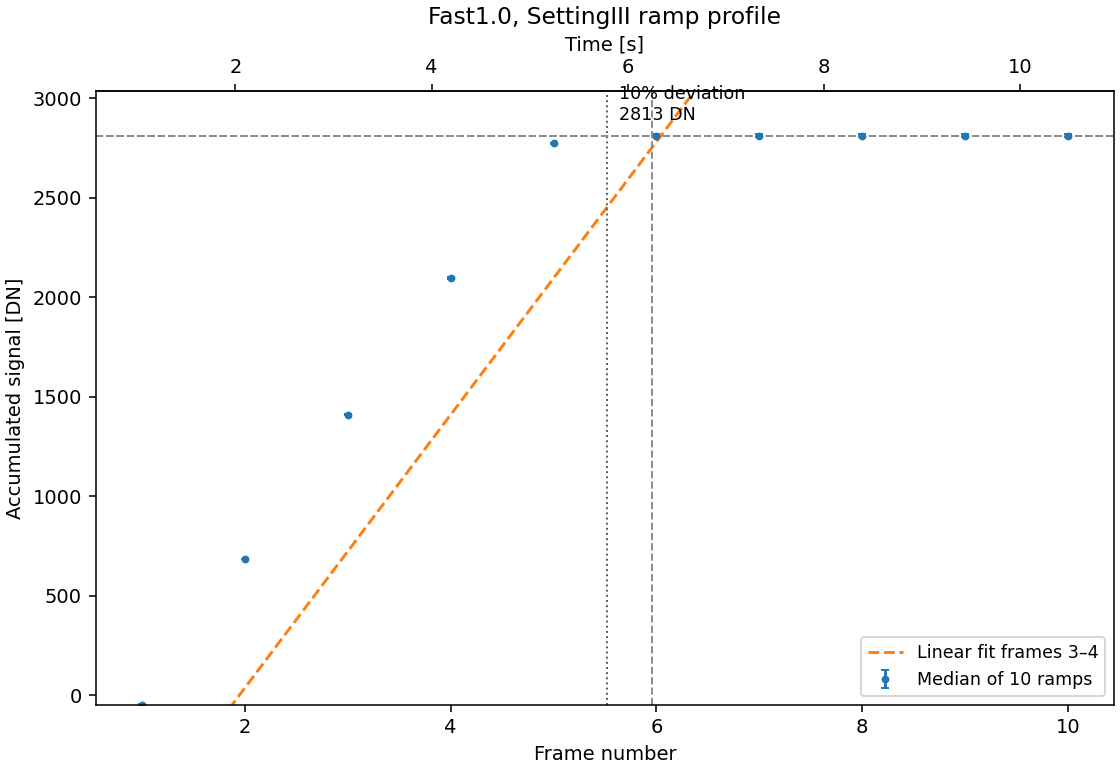 Fast1.0, SettingIII ramp profile
Time [s]
2 4 6 8 10
10% deviation
2813 DN
Accumulated signal [DN]
3000
2500
2000
1500
1000
500
0
Linear fit frames 3–4
Median of 10 ramps
2 4 6 8 10
Frame number